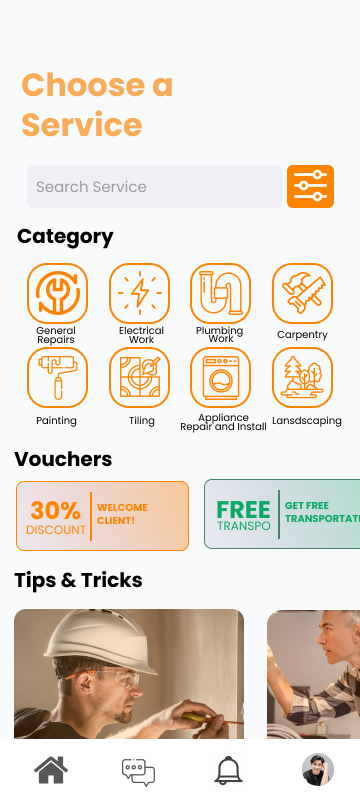 Choose a
Service
Search Service
Category
General
Repairs
Electrical
Work
Plumbing
Work
Carpentry
Painting
Tiling
Appliance
Repair and Install
Lansdscaping
Vouchers
30%
DISCOUNT
WELCOME
CLIENT!
FREE
TRANSPO
GET FREE
TRANSPORTATI
Tips & Tricks